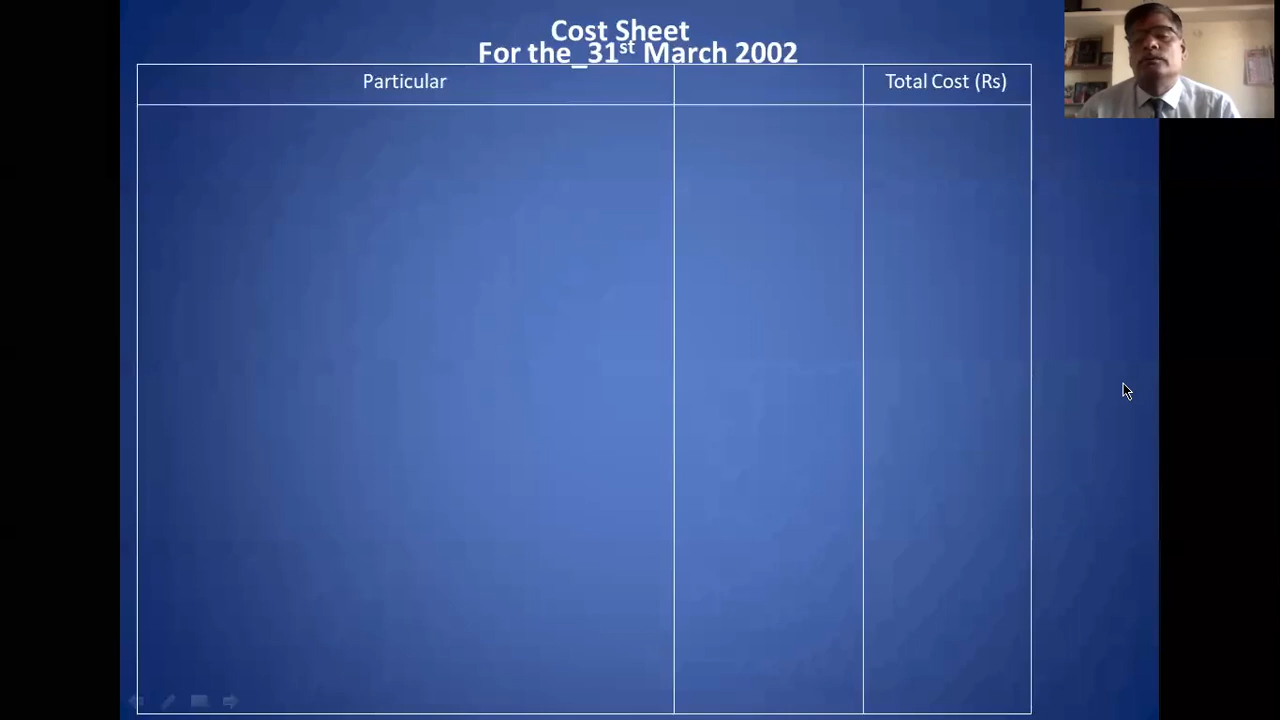 Cost Sheet
For the_31st March 2002
Particular
Total Cost (Rs)